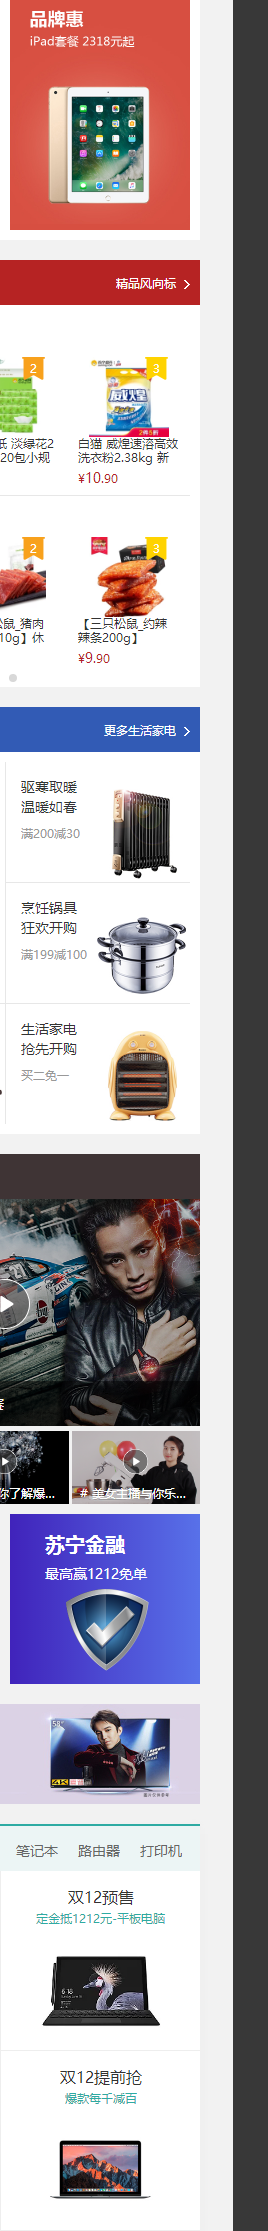 品牌惠
iPad套餐 2318元起
精品风向标
2
3
纸 淡绿花2
20包小规
白猫 威煌速溶高效
洗衣粉2.38kg 新
¥10.90
2
3
松鼠_猪肉
10g】休
【三只松鼠_约辣
辣条200g】
¥9.90
更多生活家电
驱寒取暖
温暖如春
满200减30
烹饪锅具
狂欢开购
满199减100
生活家电
抢先开购
买二免一
你了解爆...
# 美女主播与你乐...
苏宁金融
最高赢1212免单
58"
4K
笔记本 路由器 打印机
双12预售
定金抵1212元-平板电脑
双12提前抢
爆款每千减百